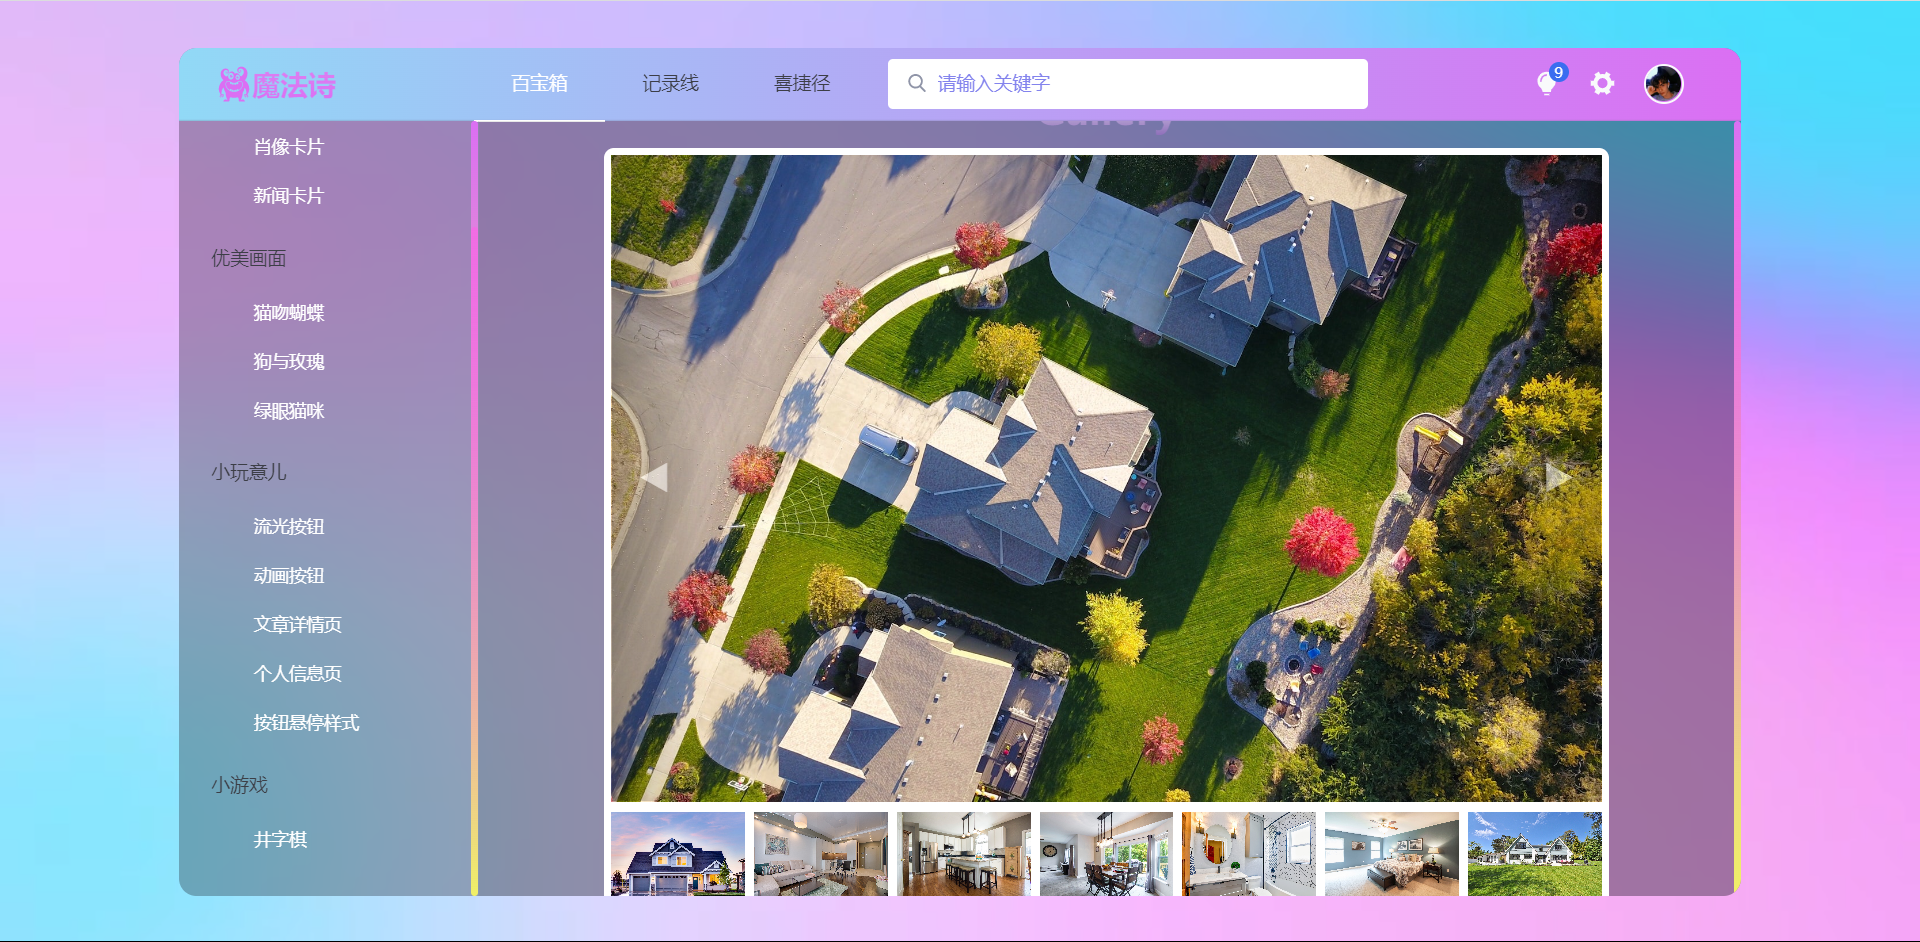 魔法诗
百宝箱
记录线
喜捷径
请输入关键字
9
Gallery
肖像卡片
新闻卡片
优美画面
猫吻蝴蝶
狗与玫瑰
绿眼猫咪
小玩意儿
流光按钮
动画按钮
文章详情页
个人信息页
按钮悬停样式
小游戏
井字棋